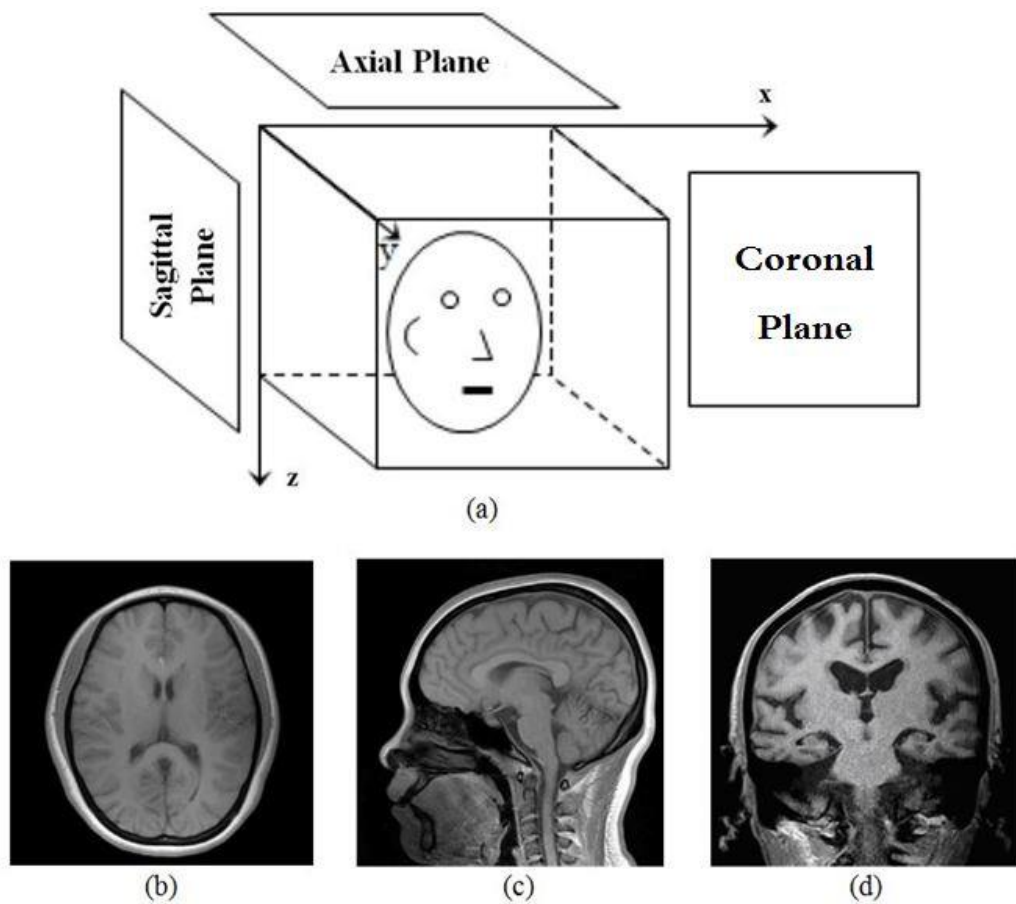 Axial Plane
x
Sagittal
Plane
y
Coronal
Plane
z
(a)
(b)
(c)
(d)